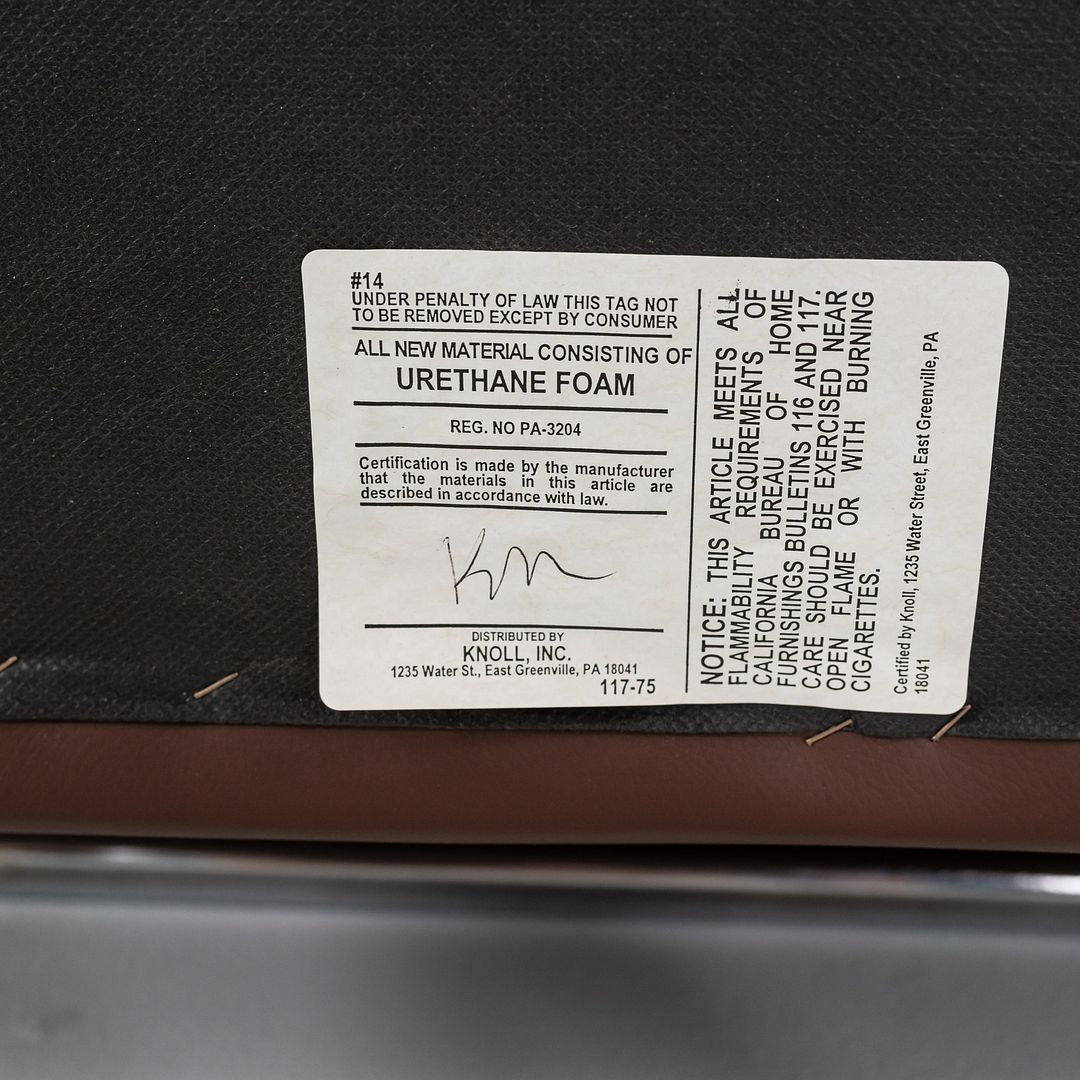 #14
UNDER PENALTY OF LAW THIS TAG NOT
TO BE REMOVED EXCEPT BY CONSUMER
ALL NEW MATERIAL CONSISTING OF
URETHANE FOAM
REG. NO PA-3204
Certification is made by the manufacturer
that the materials in this article are
described in accordance with law.
DISTRIBUTED BY
KNOLL, INC.
1235 Water St., East Greenville, PA 18041
117-75
NOTICE: THIS ARTICLE MEETS ALL
FLAMMABILITY REQUIREMENTS OF
CALIFORNIA BUREAU OF HOME
FURNISHINGS BULLETINS 116 AND 117.
CARE SHOULD BE EXERCISED NEAR
OPEN FLAME OR WITH BURNING
CIGARETTES.
Certified by Knoll, 1235 Water Street, East Greenville, PA
18041